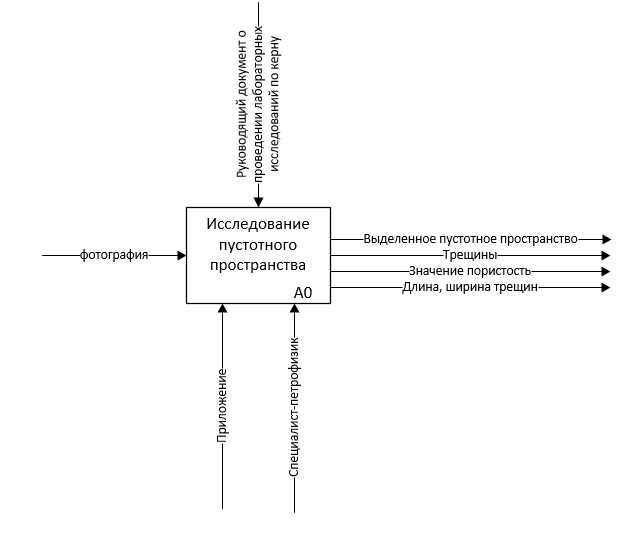 Руководящий документ о
проведении лабораторных
исследований по керну
Исследование
пустотного
пространства
A0
фотография
Выделенное пустотное пространство
Трещины
Значение пористость
Длина, ширина трещин
Приложение
Специалист-петрофизик